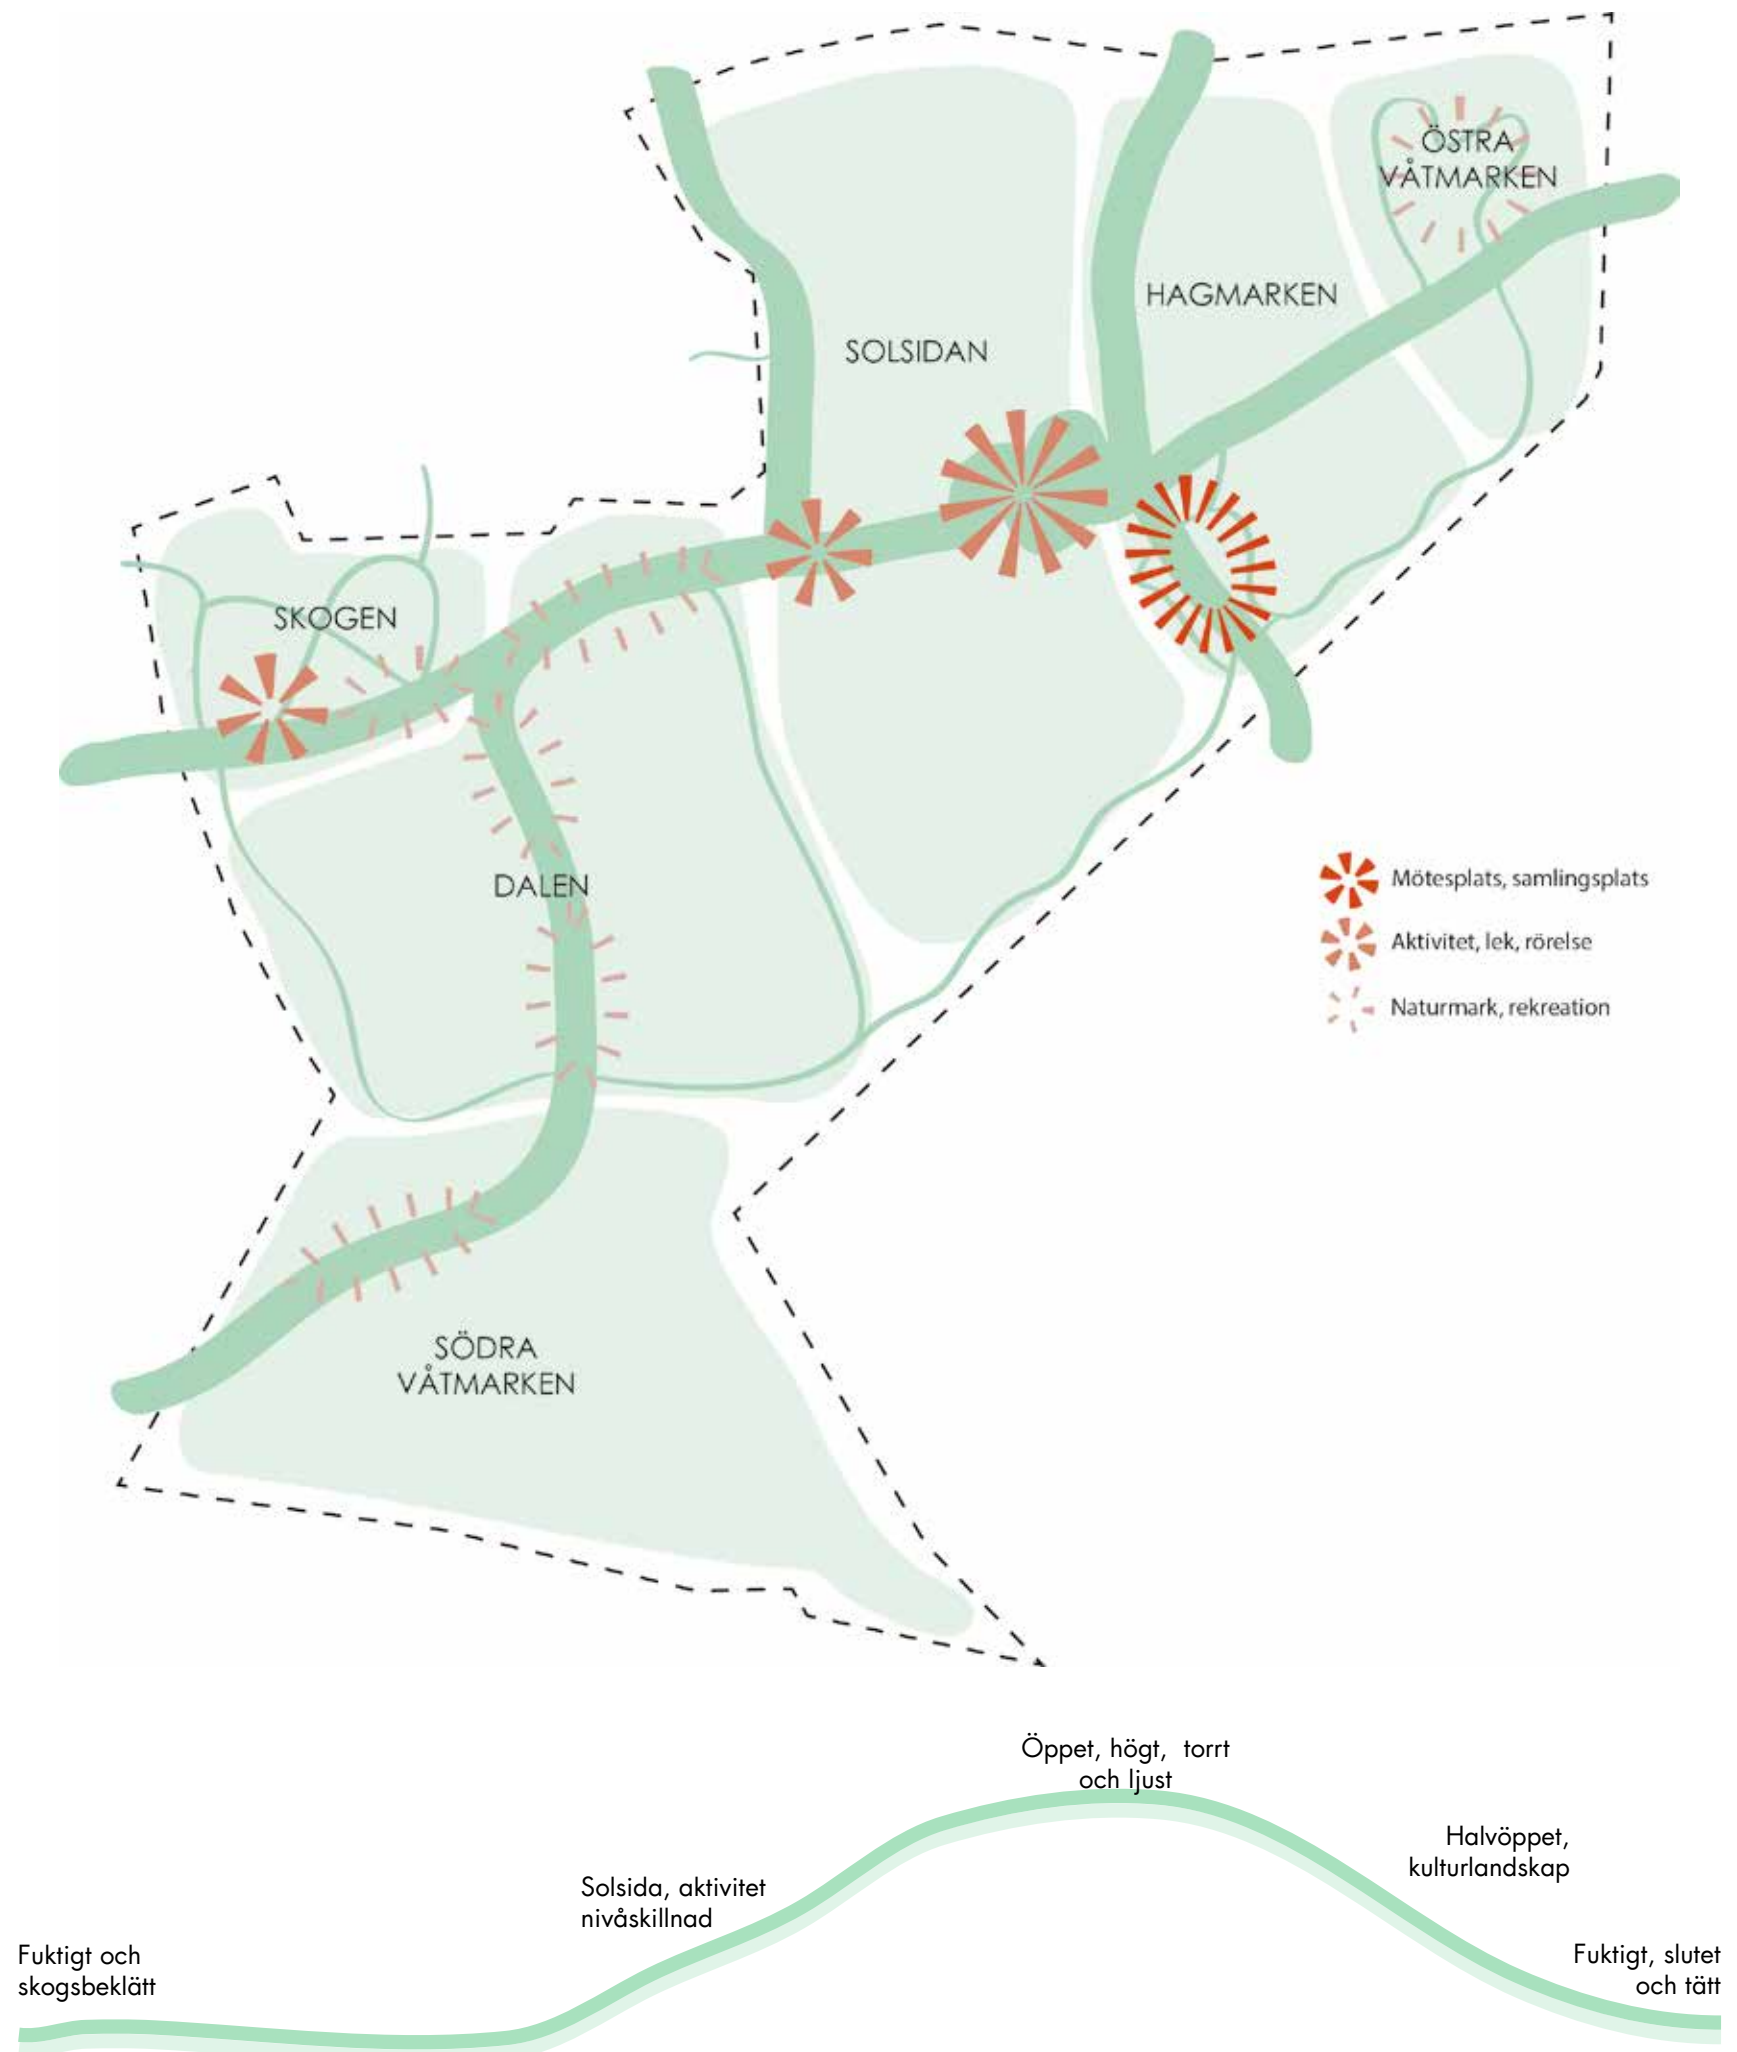 ÖSTRA
VÅTMARKEN
HAGMARKEN
SOLSIDAN
SKOGEN
DALEN
Mötesplats, samlingsplats
Aktivitet, lek, rörelse
Naturmark, rekreation
SÖDRA
VÅTMARKEN
Öppet, högt, torrt
och ljust
Halvöppet,
kulturlandskap
Solsida, aktivitet
nivåskillnad
Fuktigt och
skogsbeklätt
Fuktigt, slutet
och tätt